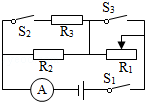 S₃
S₂ R₃
R₂ R₁
A S₁